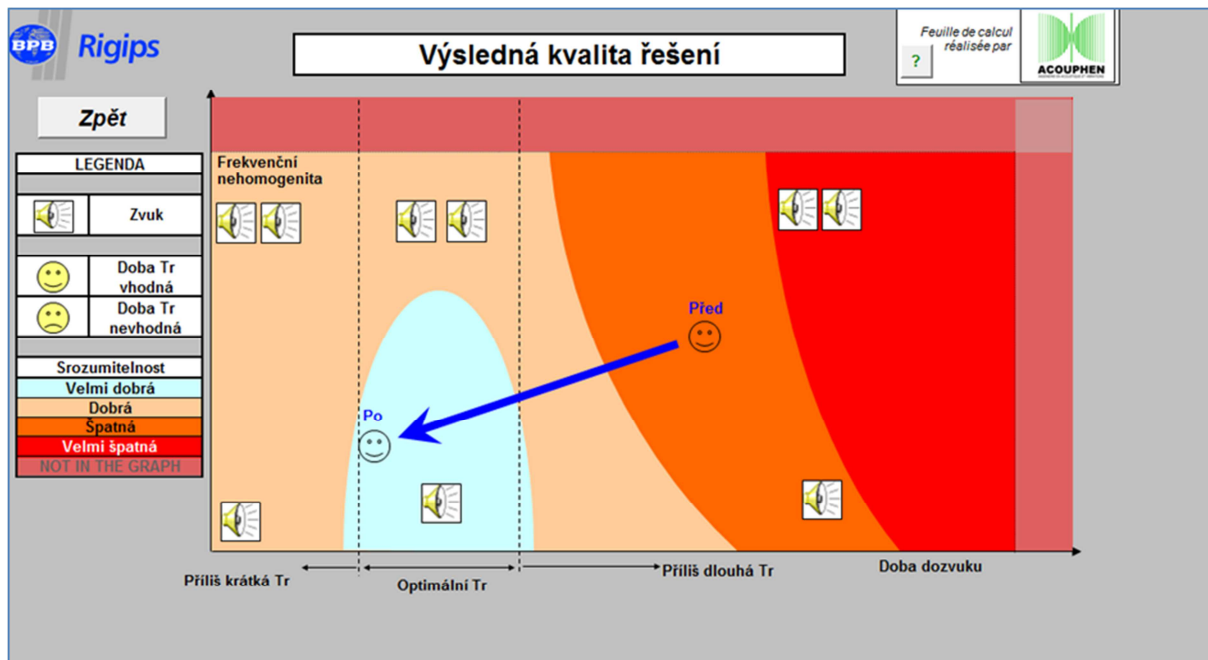 BPB
Rigips
Výsledná kvalita řešení
Feuille de calcul
réalisée par
?
ACOUPHEN
Zpět
LEGENDA
Zvuk
Doba Tr
vhodná
Doba Tr
nevhodná
Srozumitelnost
Velmi dobrá
Dobrá
Špatná
Velmi špatná
NOT IN THE GRAPH
Frekvenční
nehomogenita
Před
Po
Příliš krátká Tr
Optimální Tr
Příliš dlouhá Tr
Doba dozvuku